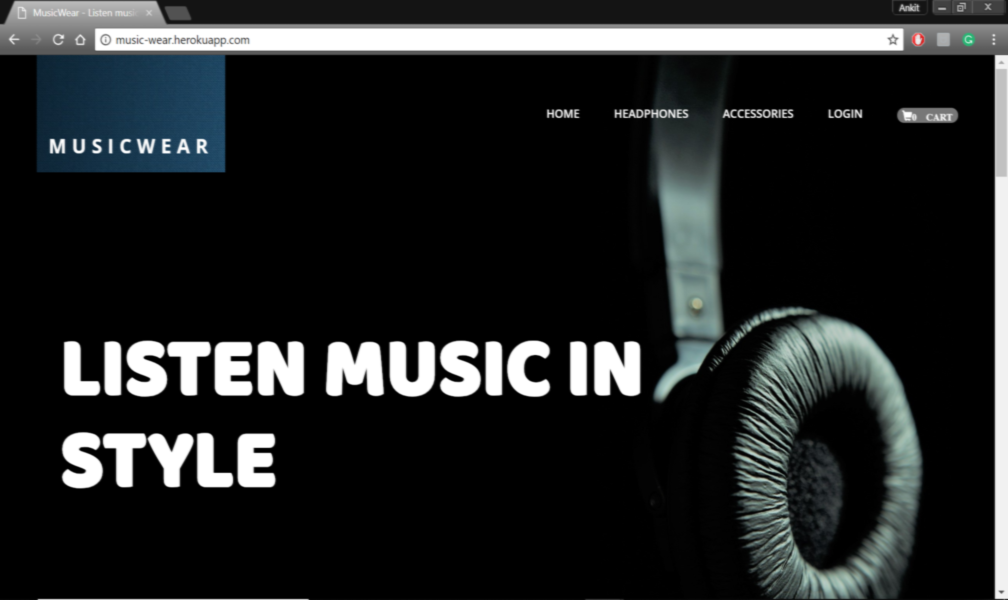 MusicWear - Listen musi
Ankit
music-wear.herokuapp.com
MUSICWEAR
HOME HEADPHONES ACCESSORIES LOGIN 0 CART
LISTEN MUSIC IN
STYLE